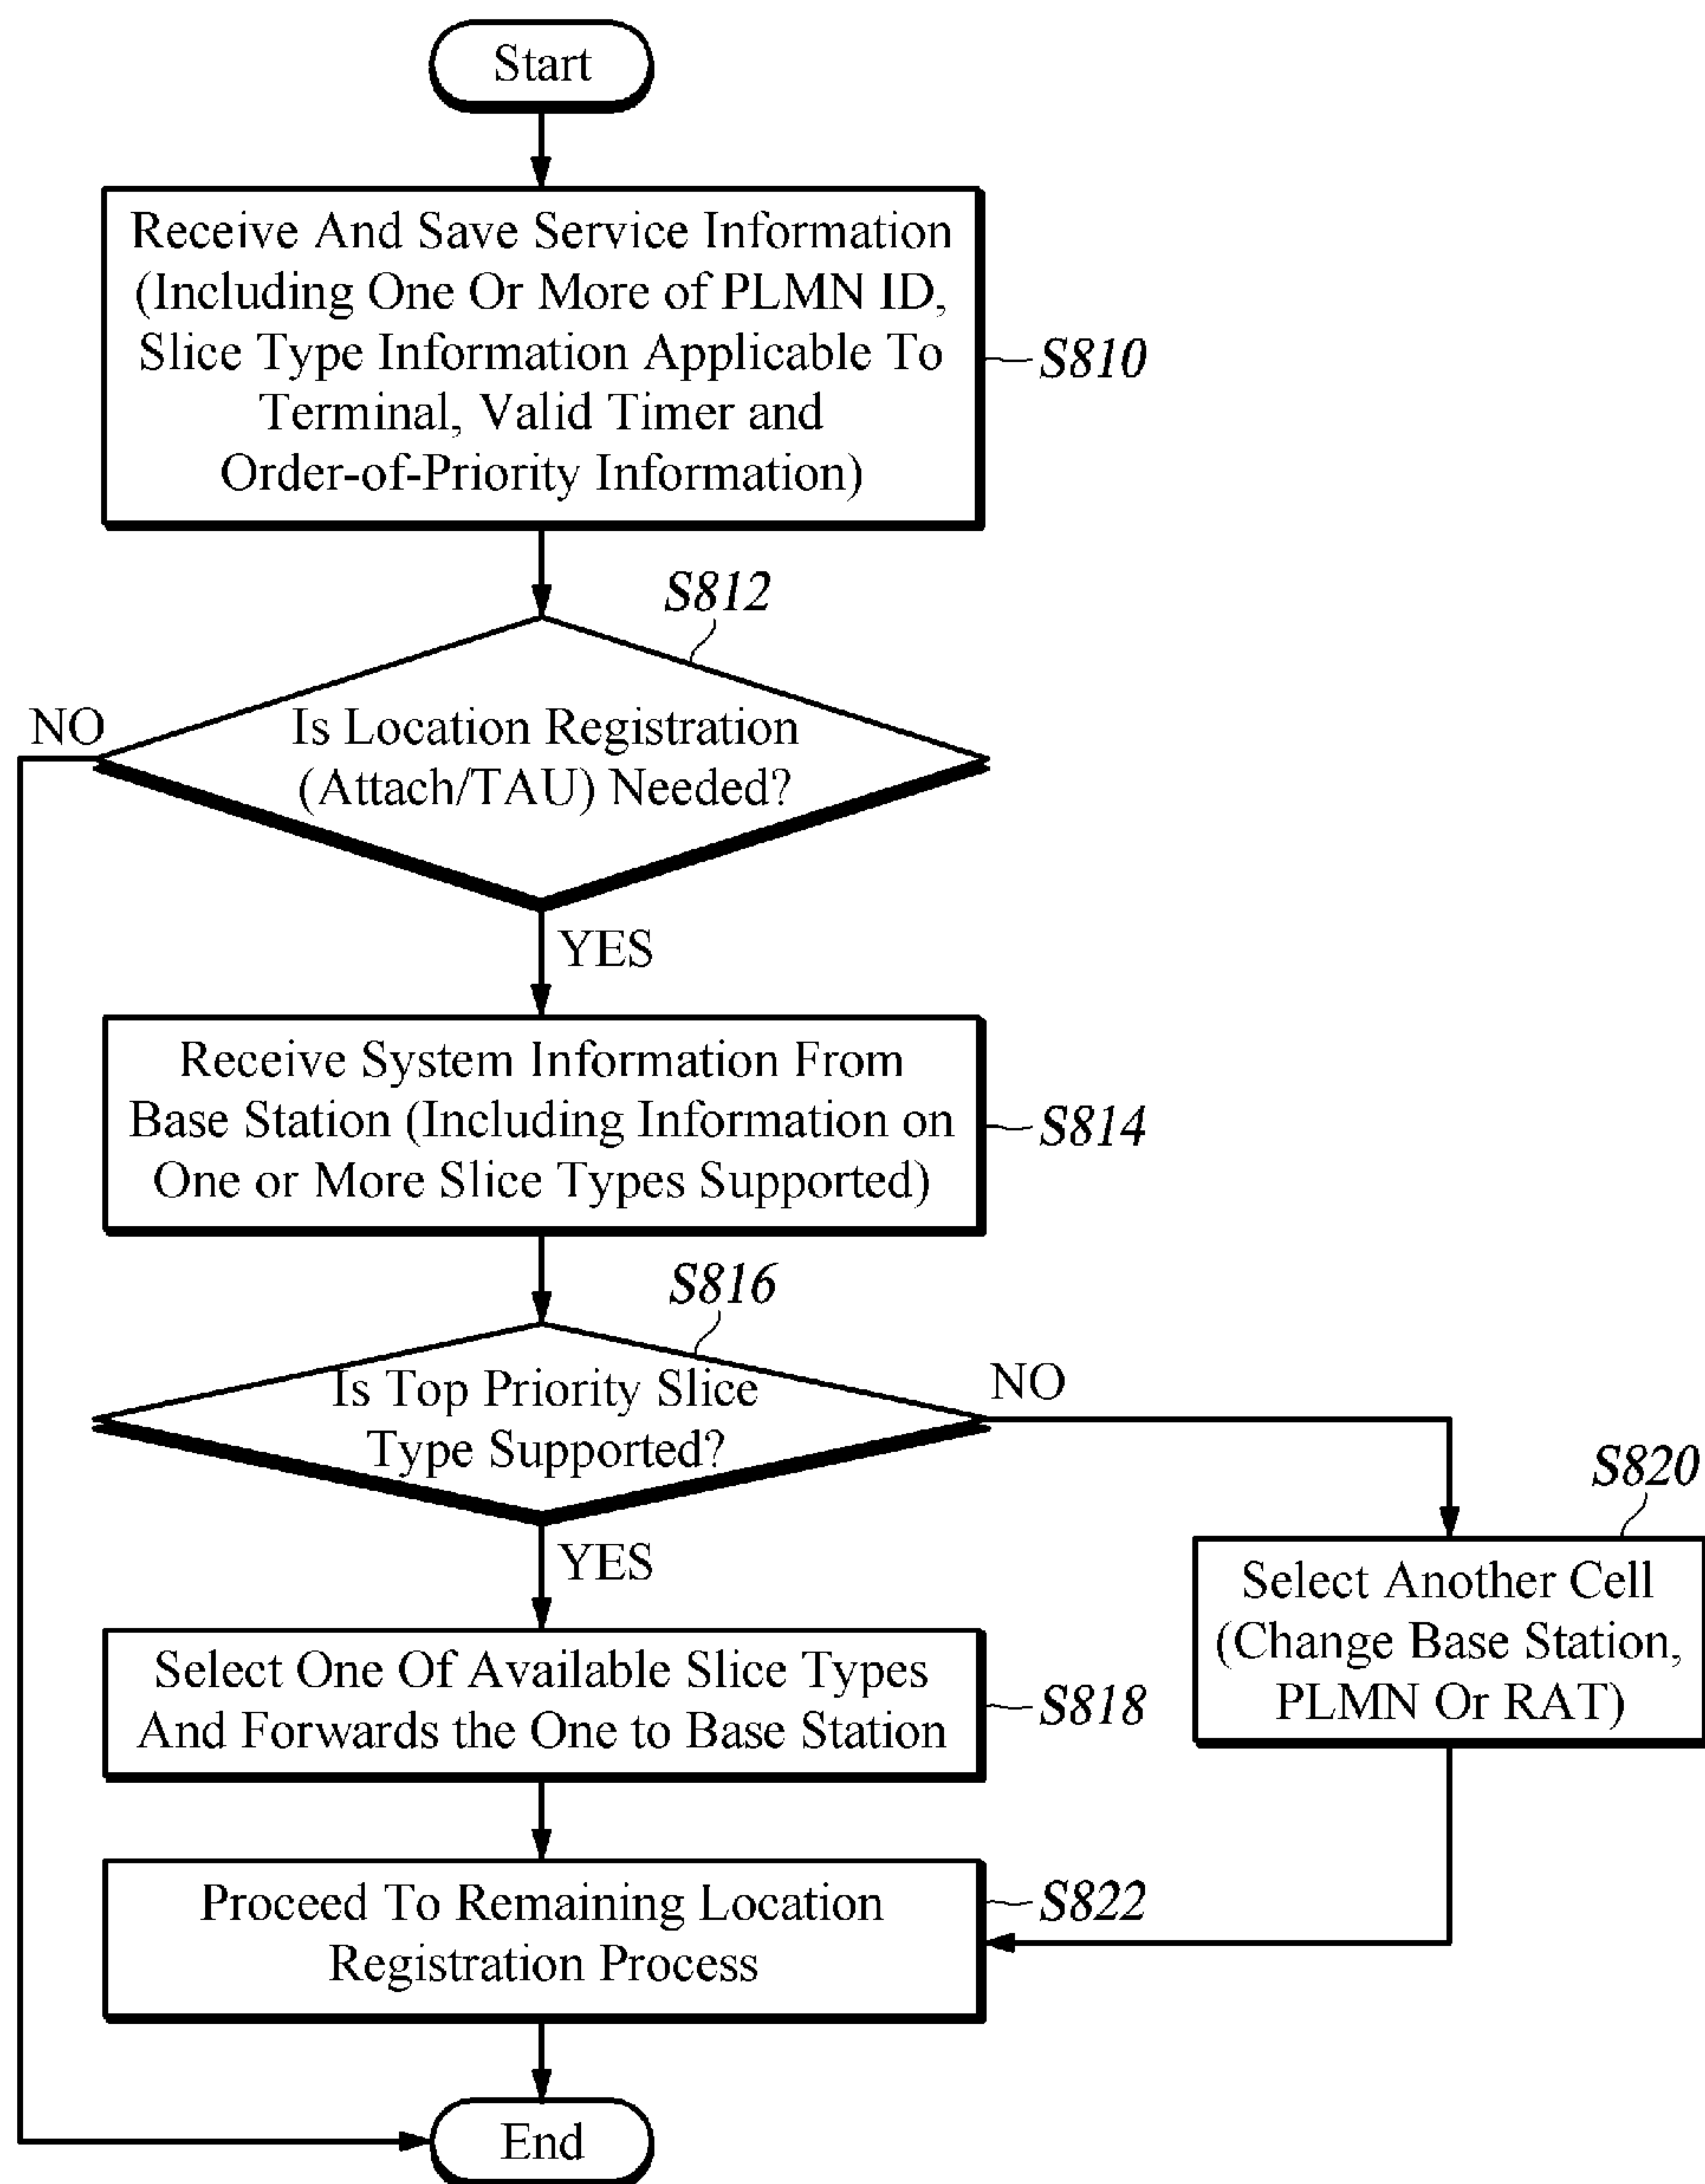 Start
Receive And Save Service Information
(Including One Or More of PLMN ID,
Slice Type Information Applicable To
Terminal, Valid Timer and
Order-of-Priority Information)
S810
S812
NO
Is Location Registration
(Attach/TAU) Needed?
YES
Receive System Information From
Base Station (Including Information on
One or More Slice Types Supported)
S814
S816
Is Top Priority Slice
Type Supported?
NO
YES
S820
Select Another Cell
(Change Base Station,
PLMN Or RAT)
Select One Of Available Slice Types
And Forwards the One to Base Station
S818
Proceed To Remaining Location
Registration Process
S822
End